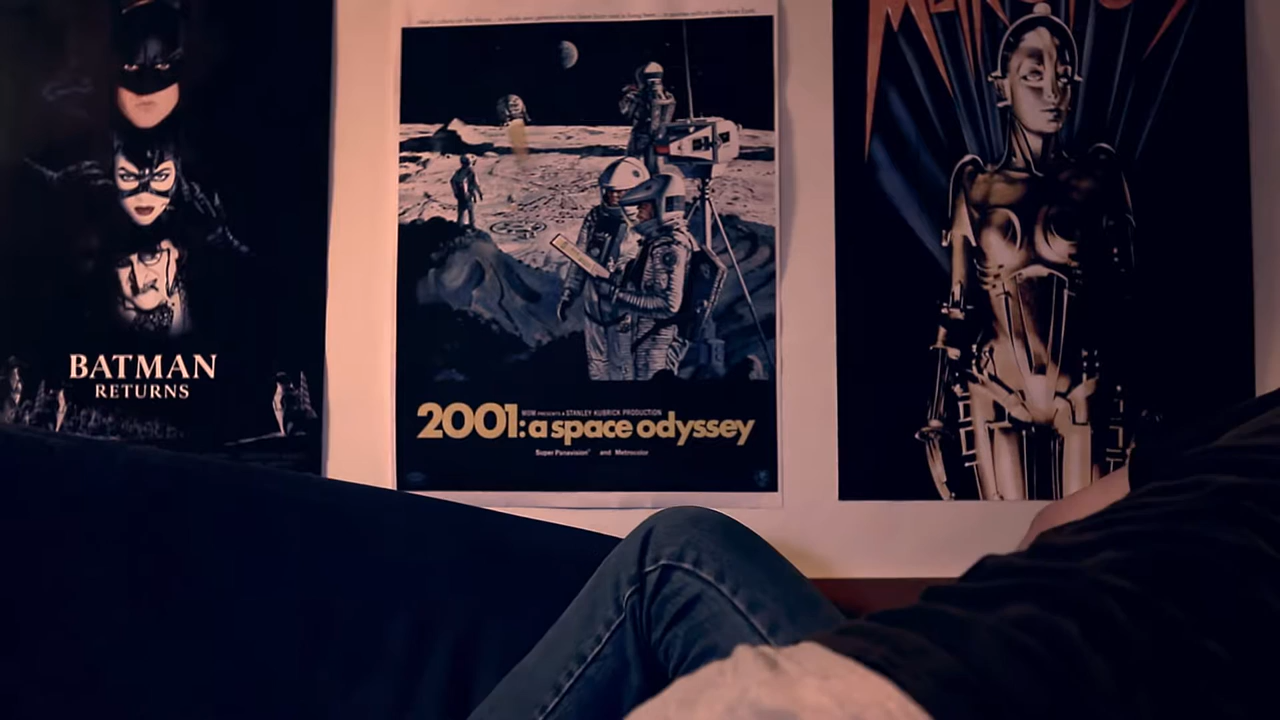 BATMAN
RETURNS
MGM PRESENTS A STANLEY KUBRICK PRODUCTION
2001: a space odyssey
Super Panavision® and Metrocolor